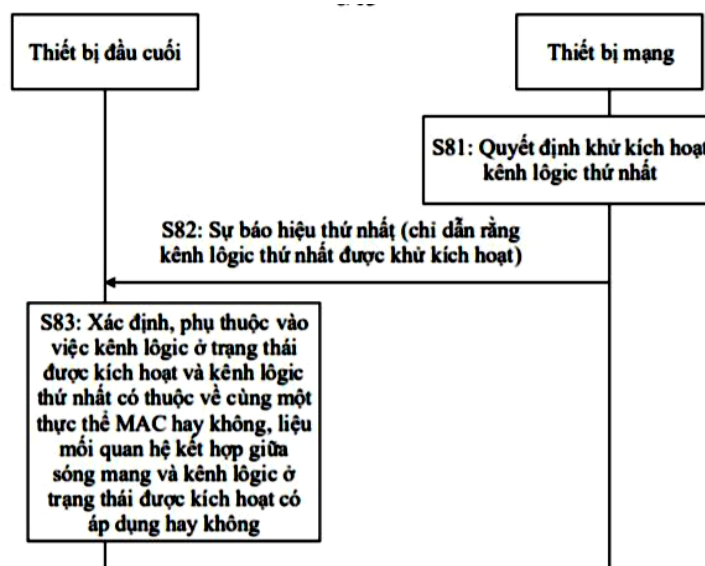 Thiết bị đầu cuối
Thiết bị mạng
S81: Quyết định khử kích hoạt
kênh lôgic thứ nhất
S82: Sự báo hiệu thứ nhất (chỉ dẫn rằng
kênh lôgic thứ nhất được khử kích hoạt)
S83: Xác định, phụ thuộc vào
việc kênh lôgic ở trạng thái
được kích hoạt và kênh lôgic
thứ nhất có thuộc về cùng một
thực thể MAC hay không, liệu
mối quan hệ kết hợp giữa
sóng mang và kênh lôgic ở
trạng thái được kích hoạt có
áp dụng hay không